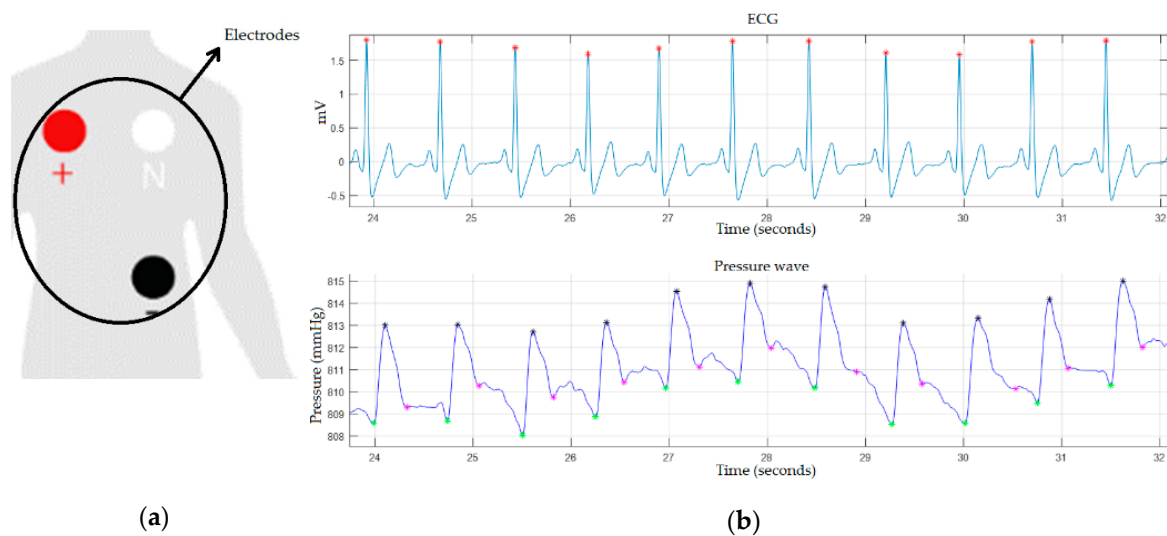 Electrodes
+
N
-
(a)
ECG
mV
1.5
1
0.5
0
-0.5
24 25 26 27 28 29 30 31 32
Time (seconds)
Pressure wave
Pressure (mmHg)
815
814
813
812
811
810
809
808
24 25 26 27 28 29 30 31 32
Time (seconds)
(b)